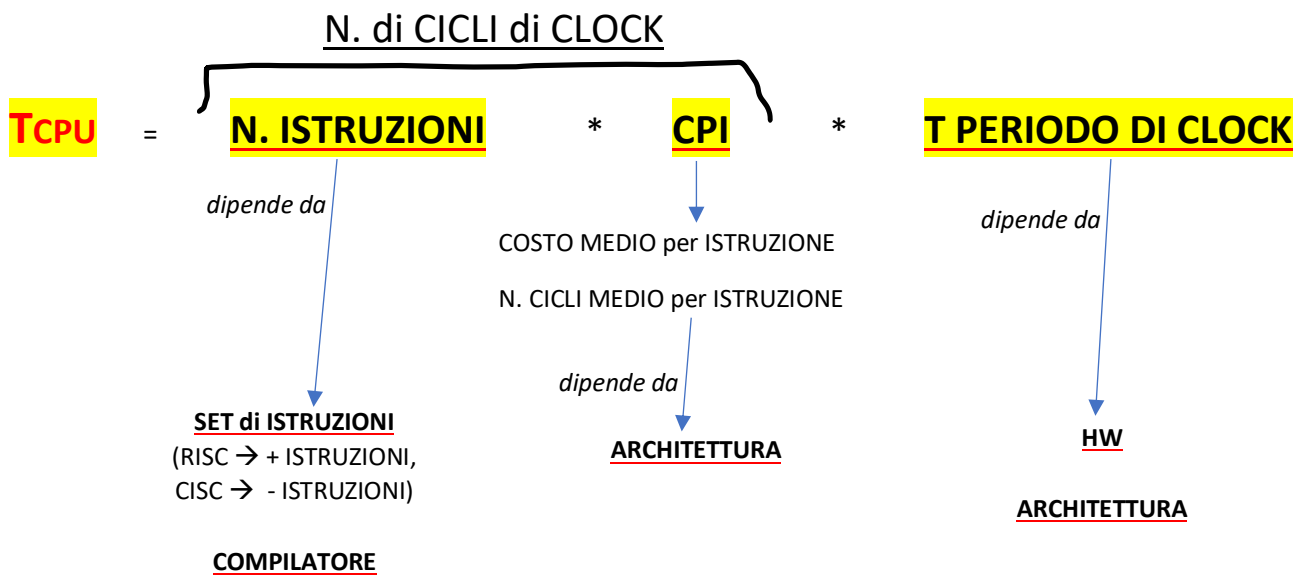 N. di CICLI di CLOCK
TCPU = N. ISTRUZIONI * CPI * T PERIODO DI CLOCK
dipende da
dipende da
COSTO MEDIO per ISTRUZIONE
N. CICLI MEDIO per ISTRUZIONE
dipende da
SET di ISTRUZIONI
(RISC → + ISTRUZIONI,
CISC → - ISTRUZIONI)
COMPILATORE
ARCHITETTURA
HW
ARCHITETTURA